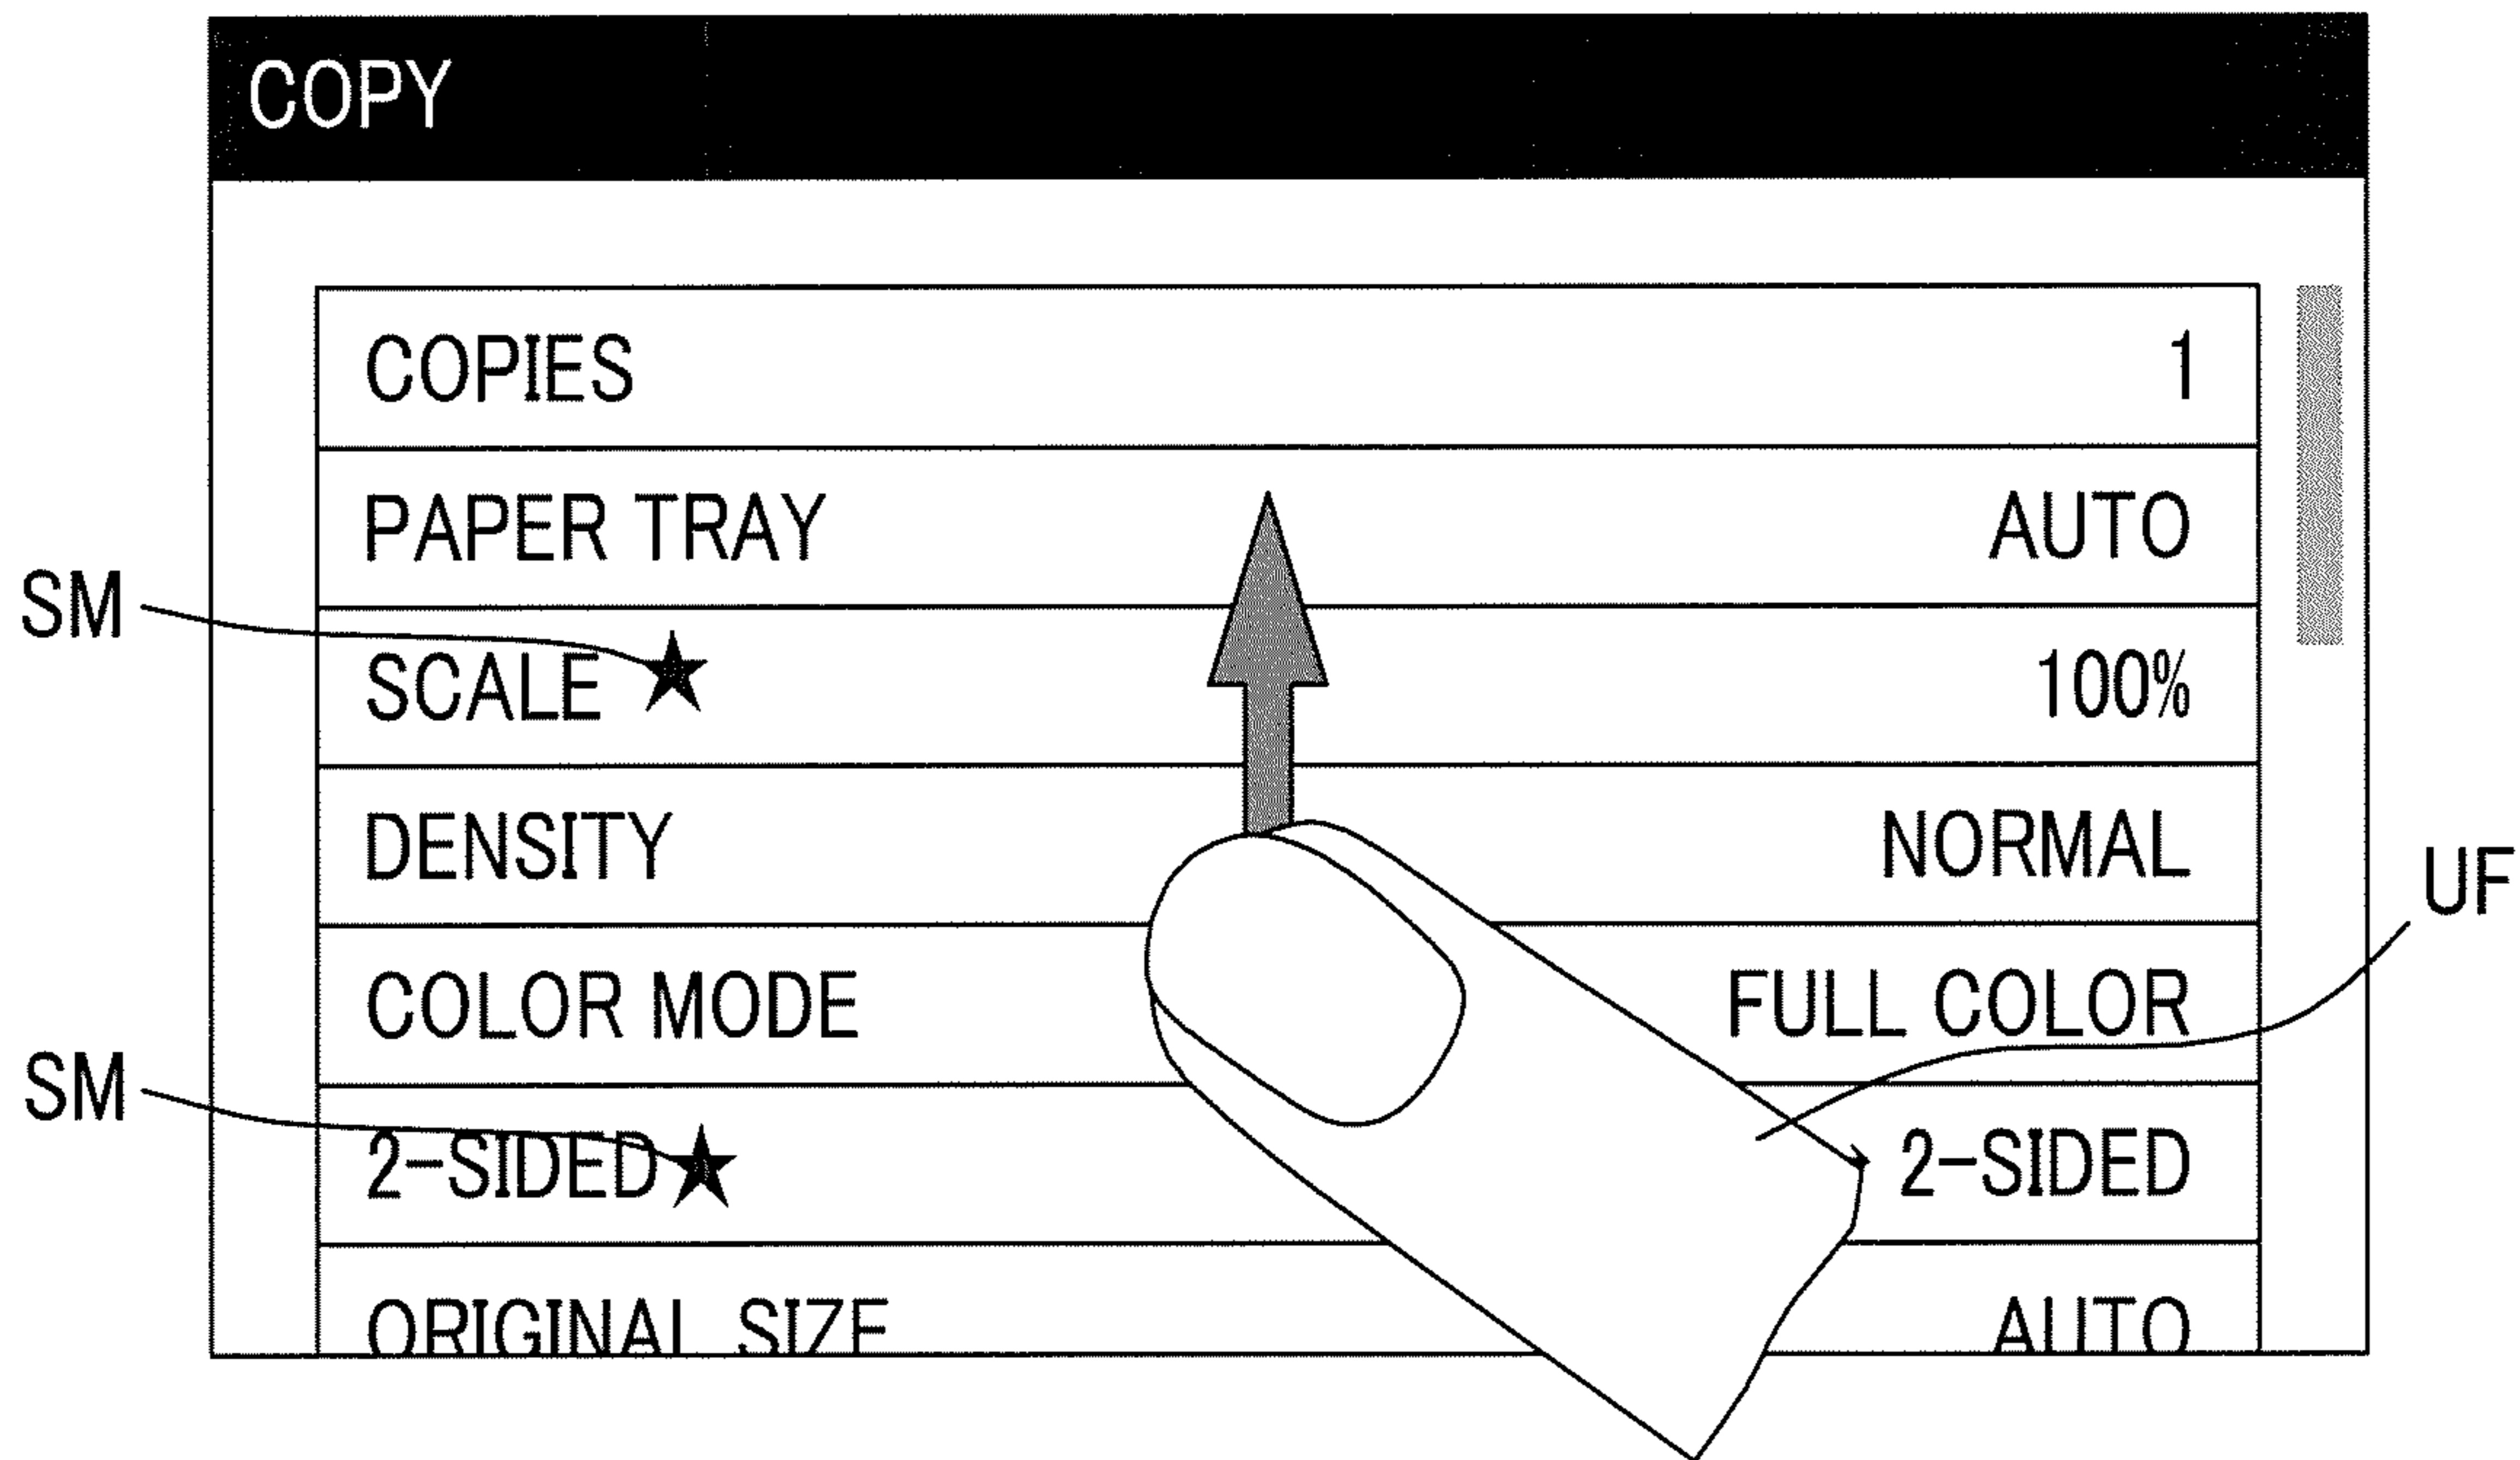 COPY
COPIES 1
PAPER TRAY AUTO
SM
SCALE ★ 100%
DENSITY NORMAL
UF
COLOR MODE FULL COLOR
SM
2-SIDED ★ 2-SIDED
ORIGINAL SIZE AUTO